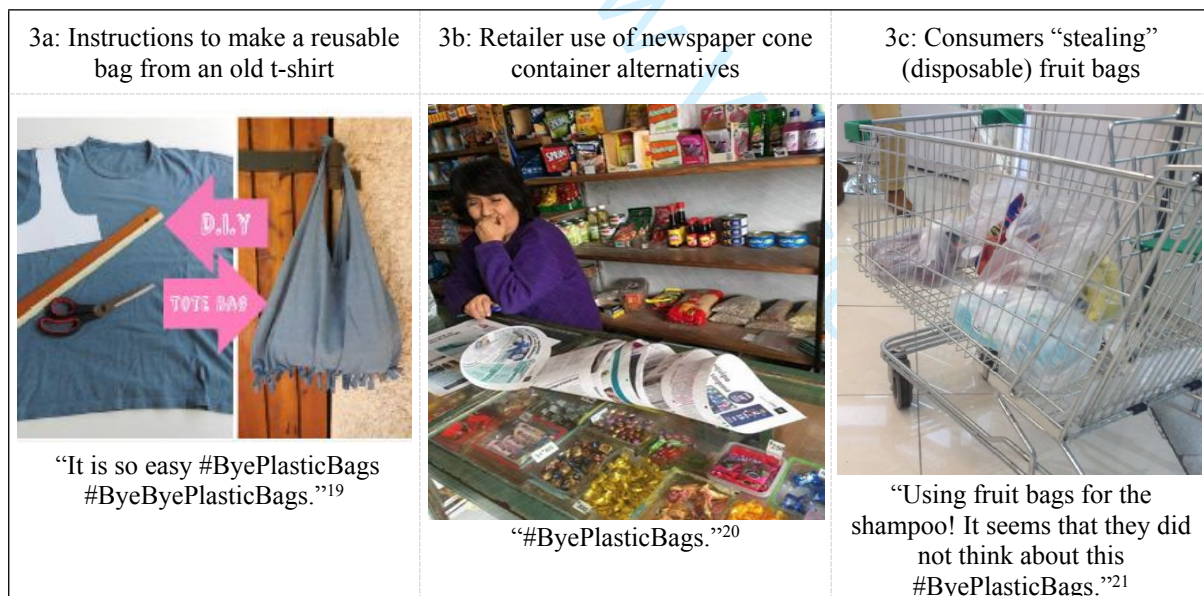 3a: Instructions to make a reusable
bag from an old t-shirt
3b: Retailer use of newspaper cone
container alternatives
3c: Consumers “stealing”
(disposable) fruit bags
D.I.Y
TOTE BAG
“It is so easy #ByePlasticBags
#ByeByePlasticBags.”19
“#ByePlasticBags.”20
“Using fruit bags for the
shampoo! It seems that they did
not think about this
#ByePlasticBags.”21